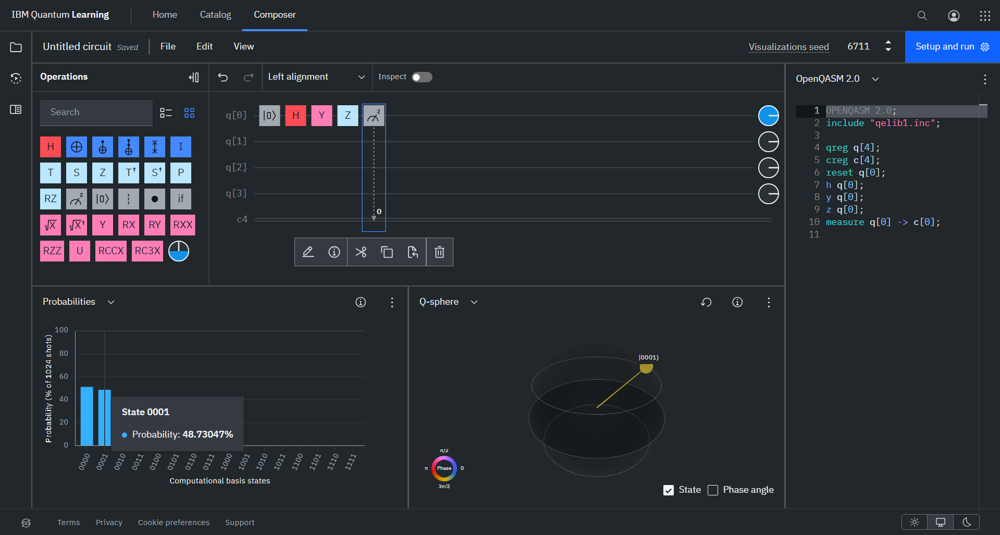 IBM Quantum Learning
Home
Catalog
Composer
Untitled circuit Saved
File
Edit
View
Visualizations seed
6711
Setup and run
Operations
Left alignment
Inspect
OpenQASM 2.0
Search
q[0] |0⟩ H Y Z z
q[1]
q[2]
q[3]
0
c4
H I
T S Z T† S† P
RZ z |0⟩ if
√X √X† Y RX RY RXX
RZZ U RCCX RC3X
1 OPENQASM 2.0;
2 include "qelib1.inc";
3
4 qreg q[4];
5 creg c[4];
6 reset q[0];
7 h q[0];
8 y q[0];
9 z q[0];
10 measure q[0] -> c[0];
11
Probabilities
Probability (% of 1024 shots)
100
80
60
40
20
0
State 0001
Probability: 48.73047%
0000 0001 0010 0011 0100 0101 0110 0111 1000 1001 1010 1011 1100 1101 1110 1111
Computational basis states
Q-sphere
|0001⟩
π/2
π Phase 0
3π/2
State
Phase angle
Terms
Privacy
Cookie preferences
Support